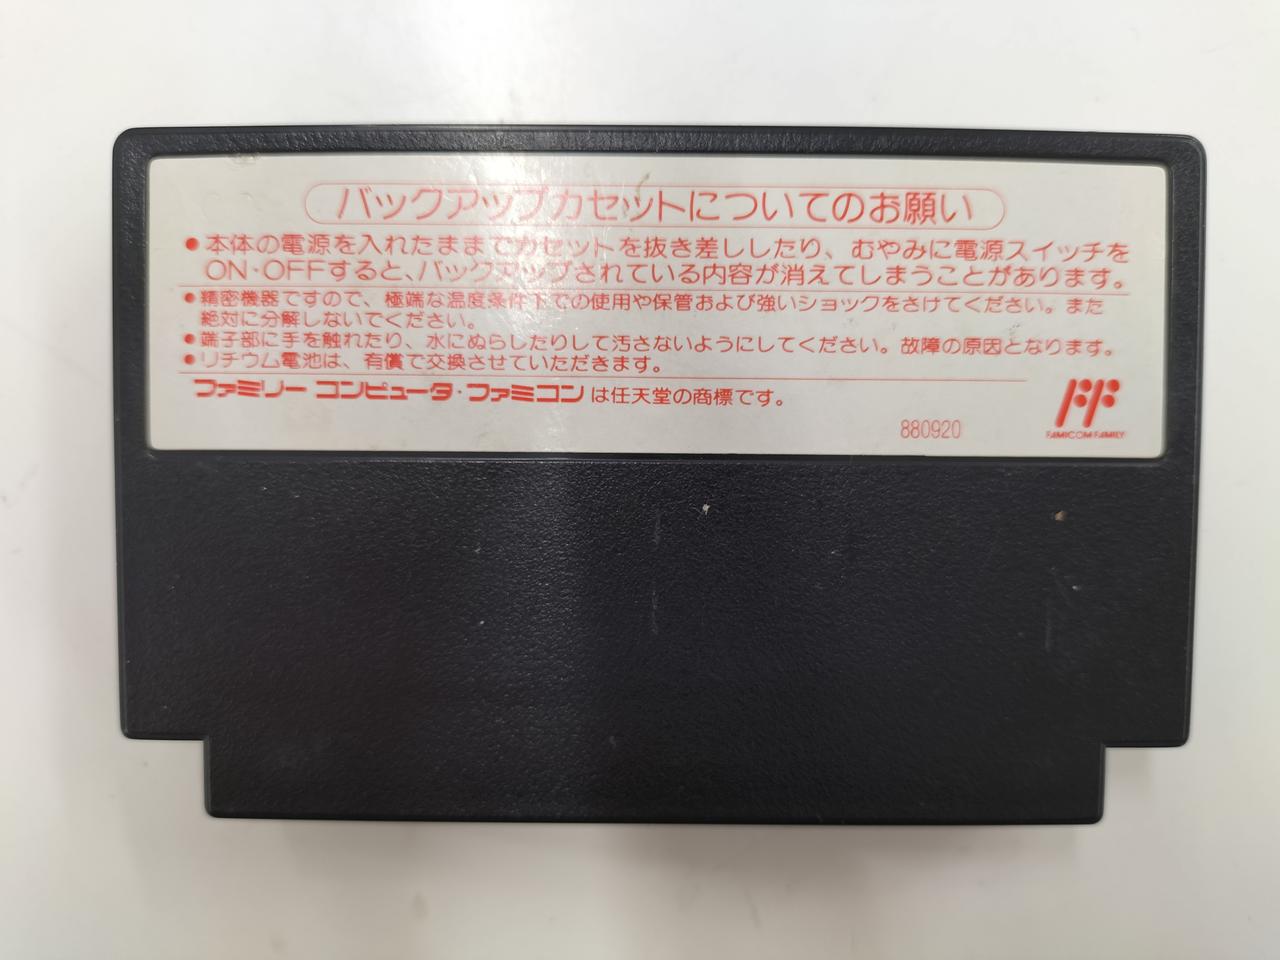 バックアップカセットについてのお願い
●本体の電源を入れたままでカセットを抜き差ししたり、むやみに電源スイッチを
ON・OFFすると、バックアップされている内容が消えてしまうことがあります。
●精密機器ですので、極端な温度条件下での使用や保管および強いショックをさけてください。また
絶対に分解しないでください。
●端子部に手を触れたり、水にぬらしたりして汚さないようにしてください。故障の原因となります。
●リチウム電池は、有償で交換させていただきます。
ファミリー コンピュータ・ファミコン は任天堂の商標です。
FF
FAMICOM FAMILY
880920